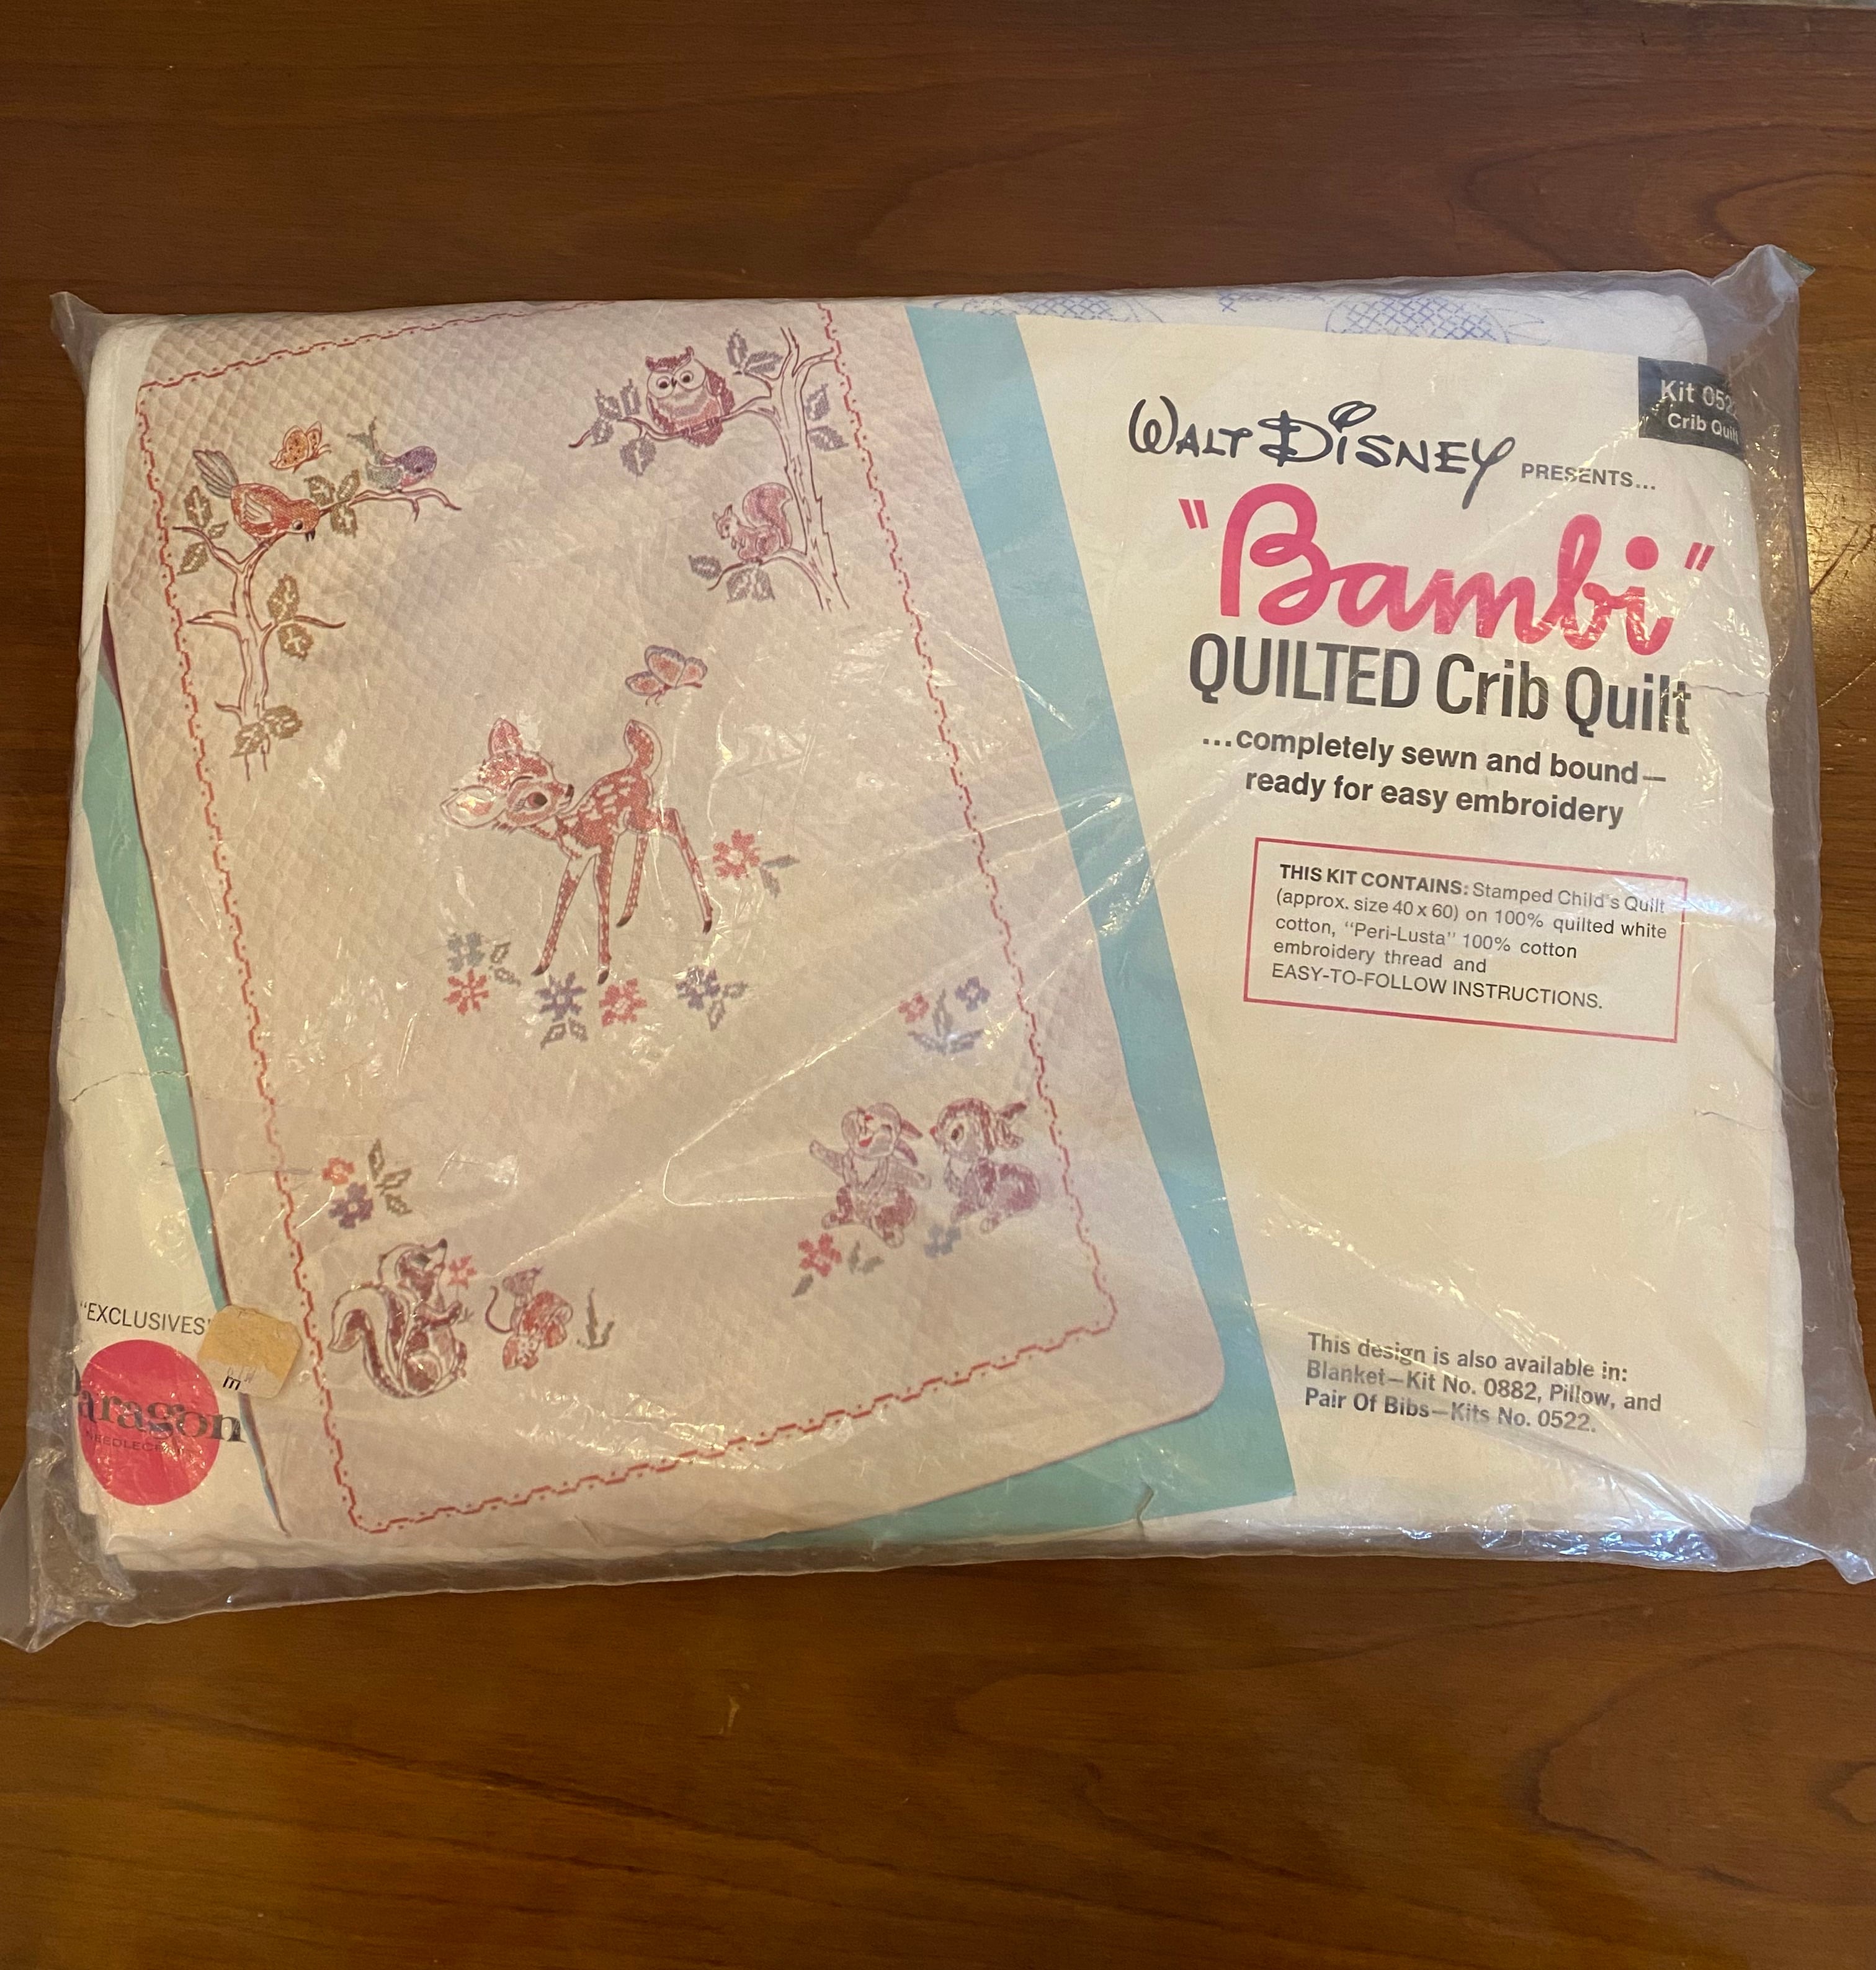 Kit 052
Crib Quilt
WALT DISNEY PRESENTS...
"Bambi"
QUILTED Crib Quilt
...completely sewn and bound—
ready for easy embroidery
THIS KIT CONTAINS: Stamped Child's Quilt
(approx. size 40 x 60) on 100% quilted white
cotton, "Peri-Lusta" 100% cotton
embroidery thread and
EASY-TO-FOLLOW INSTRUCTIONS.
This design is also available in:
Blanket—Kit No. 0882, Pillow, and
Pair Of Bibs—Kits No. 0522.
"EXCLUSIVES"
Paragon